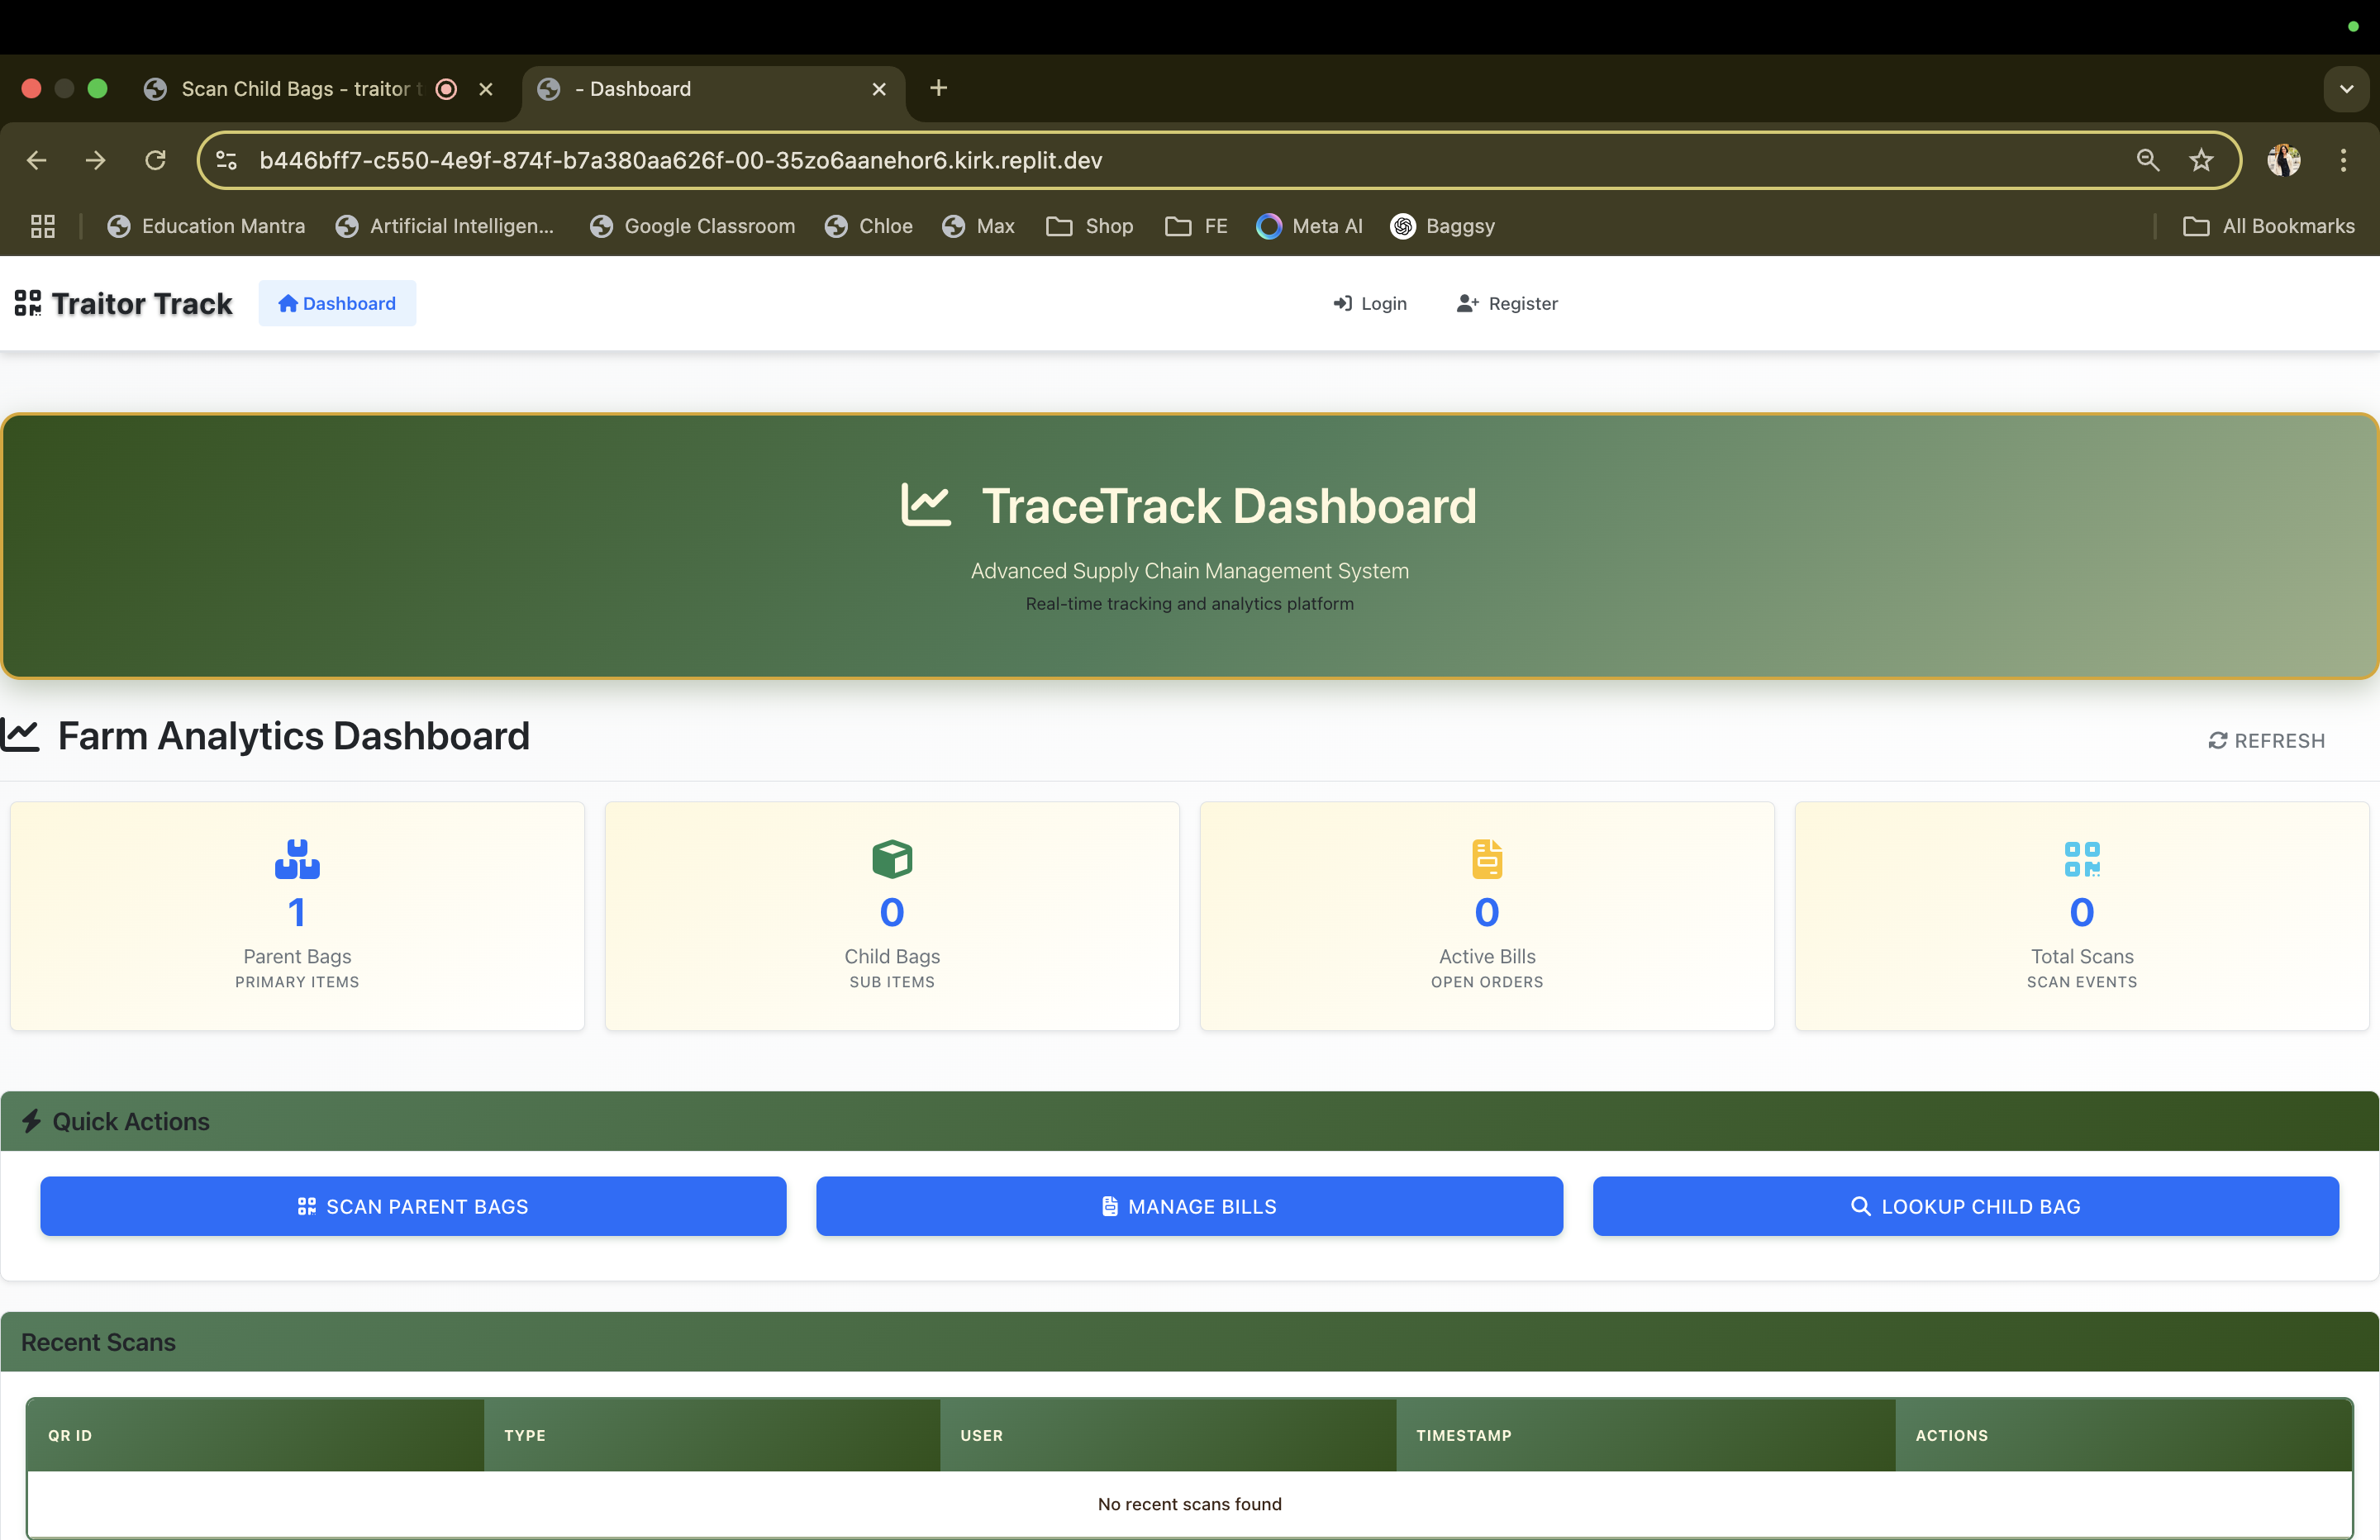 Scan Child Bags - traitor t
- Dashboard
b446bff7-c550-4e9f-874f-b7a380aa626f-00-35zo6aanehor6.kirk.replit.dev
Education Mantra
Artificial Intelligen...
Google Classroom
Chloe
Max
Shop
FE
Meta AI
Baggsy
All Bookmarks
Traitor Track
Dashboard
Login
Register
TraceTrack Dashboard
Advanced Supply Chain Management System
Real-time tracking and analytics platform
Farm Analytics Dashboard
REFRESH
1
Parent Bags
PRIMARY ITEMS
0
Child Bags
SUB ITEMS
0
Active Bills
OPEN ORDERS
0
Total Scans
SCAN EVENTS
Quick Actions
SCAN PARENT BAGS
MANAGE BILLS
LOOKUP CHILD BAG
Recent Scans
QR ID
TYPE
USER
TIMESTAMP
ACTIONS
No recent scans found